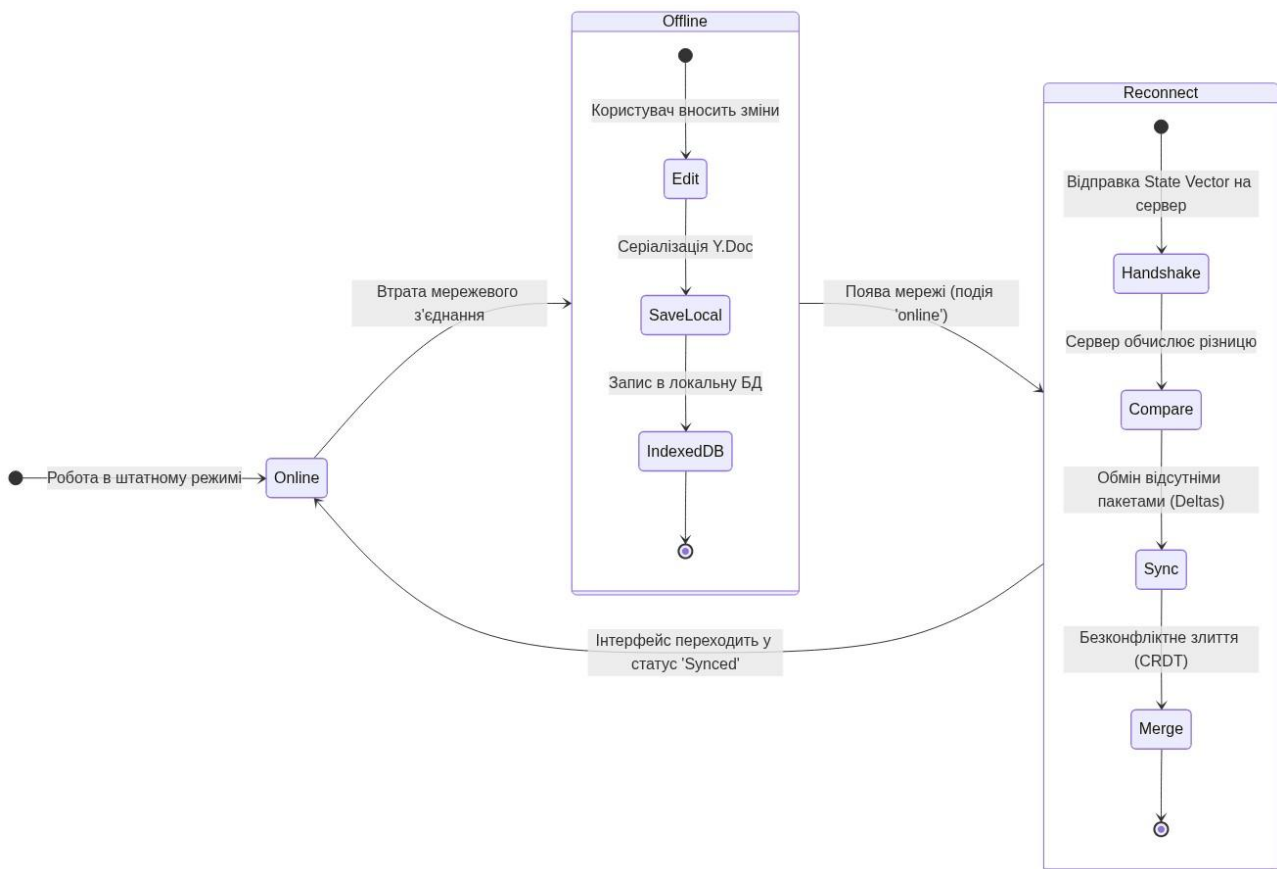 Offline
Користувач вносить зміни
Edit
Серіалізація Y.Doc
SaveLocal
Запис в локальну БД
IndexedDB
Reconnect
Відправка State Vector на
сервер
Handshake
Сервер обчислює різницю
Compare
Обмін відсутніми
пакетами (Deltas)
Sync
Безконфліктне злиття
(CRDT)
Merge
Втрата мережевого
з'єднання
Поява мережі (подія
'online')
Робота в штатному режимі
Online
Інтерфейс переходить у
статус 'Synced'